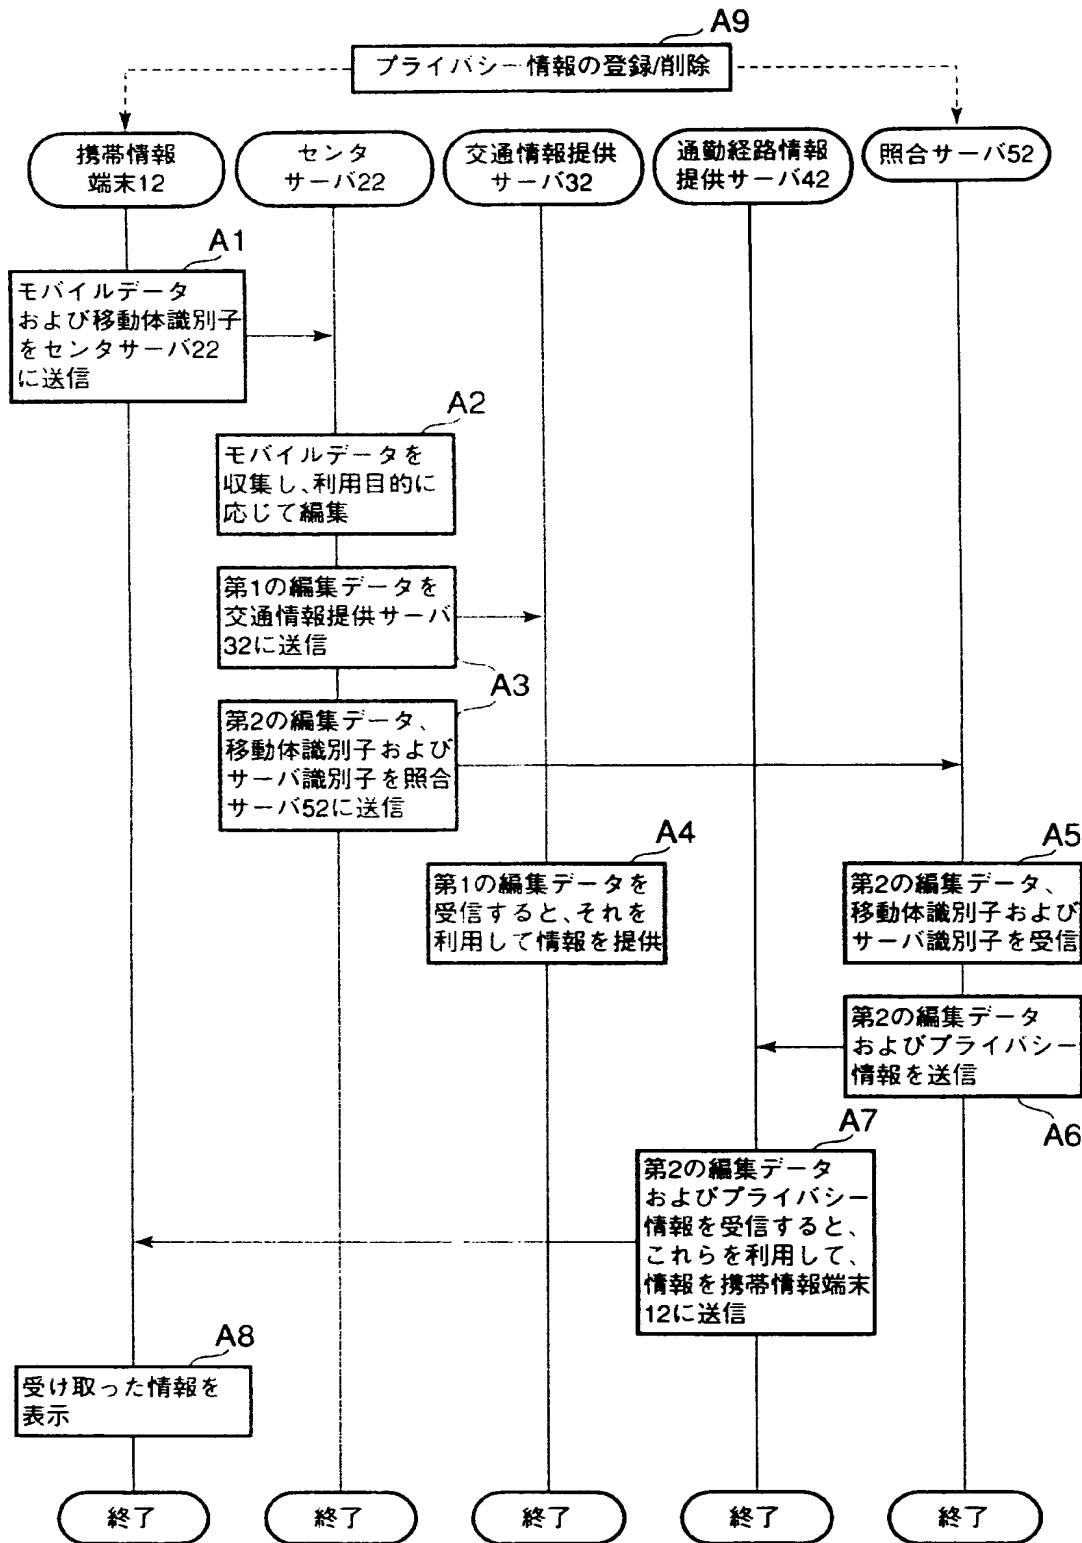 A9
プライバシー情報の登録/削除
携帯情報
端末12
センタ
サーバ22
交通情報提供
サーバ32
通勤経路情報
提供サーバ42
照合サーバ52
A1
モバイルデータ
および移動体識別子
をセンタサーバ22
に送信
A2
モバイルデータを
収集し、利用目的に
応じて編集
第1の編集データを
交通情報提供サーバ
32に送信
A3
第2の編集データ、
移動体識別子および
サーバ識別子を照合
サーバ52に送信
A4
第1の編集データを
受信すると、それを
利用して情報を提供
A5
第2の編集データ、
移動体識別子および
サーバ識別子を受信
第2の編集データ
およびプライバシー
情報を送信
A6
A7
第2の編集データ
およびプライバシー
情報を受信すると、
これらを利用して、
情報を携帯情報端末
12に送信
A8
受け取った情報を
表示
終了
終了
終了
終了
終了